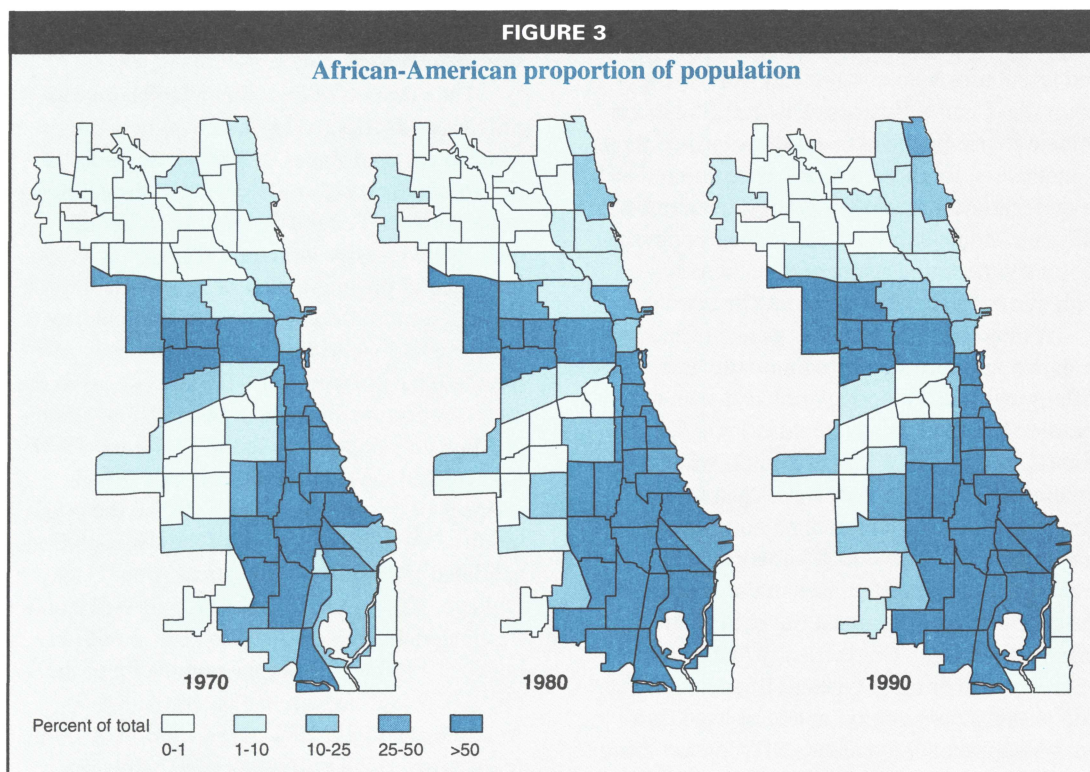 FIGURE 3
African-American proportion of population
1970
1980
1990
Percent of total
0-1
1-10
10-25
25-50
>50